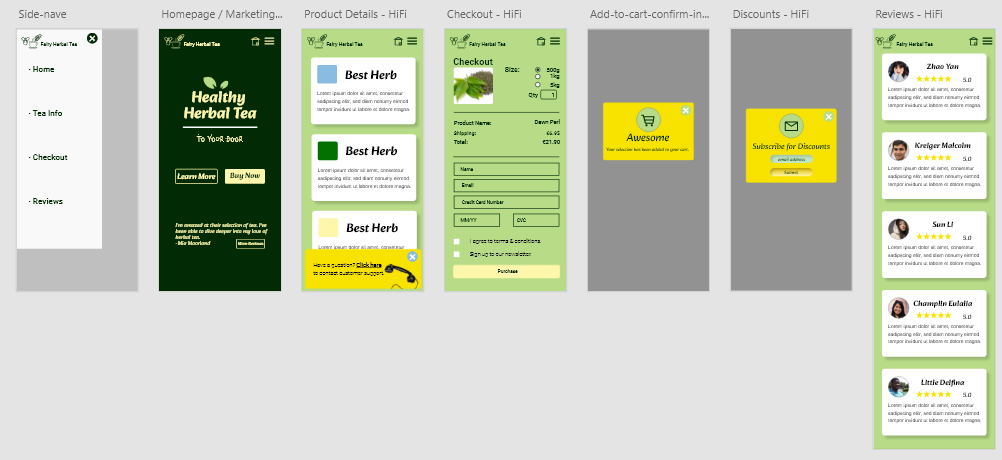 Side-nave
Fairy Herbal Tea
· Home
· Tea Info
· Checkout
· Reviews
Homepage / Marketing...
Fairy Herbal Tea
Healthy
Herbal Tea
To Your Door
Learn More
Buy Now
I'm amazed at their selection of tea. I've
been able to dive deeper into my love of
herbal tea.
-Mia Moorland
More Reviews
Product Details - HiFi
Fairy Herbal Tea
Best Herb
Lorem ipsum dolor sit amet, consetetur
sadipscing elitr, sed diam nonumy eirmod
tempor invidunt ut labore et dolore magna.
Best Herb
Lorem ipsum dolor sit amet, consetetur
sadipscing elitr, sed diam nonumy eirmod
tempor invidunt ut labore et dolore magna.
Best Herb
Lorem ipsum dolor sit amet, consetetur
Have a question? Click here
to contact customer support.
Checkout - HiFi
Fairy Herbal Tea
Checkout
Size:
500g
1kg
5kg
Qty
1
Product Name:
Dawn Perl
Shipping:
€6.95
Total:
€21.90
Name
Email
Credit Card Number
MM/YY
CVC
I agree to terms & conditions.
Sign up to our newsletter.
Purchase
Add-to-cart-confirm-in...
Awesome
Your selection has been added to your cart.
Discounts - HiFi
Subscribe for Discounts
email address
Submit
Reviews - HiFi
Fairy Herbal Tea
Zhao Yan
5.0
Lorem ipsum dolor sit amet, consetetur
sadipscing elitr, sed diam nonumy eirmod
tempor invidunt ut labore et dolore magna.
Kreiger Malcolm
5.0
Lorem ipsum dolor sit amet, consetetur
sadipscing elitr, sed diam nonumy eirmod
tempor invidunt ut labore et dolore magna.
Sun Li
5.0
Lorem ipsum dolor sit amet, consetetur
sadipscing elitr, sed diam nonumy eirmod
tempor invidunt ut labore et dolore magna.
Champlin Eulalia
5.0
Lorem ipsum dolor sit amet, consetetur
sadipscing elitr, sed diam nonumy eirmod
tempor invidunt ut labore et dolore magna.
Little Delfina
5.0
Lorem ipsum dolor sit amet, consetetur
sadipscing elitr, sed diam nonumy eirmod
tempor invidunt ut labore et dolore magna.